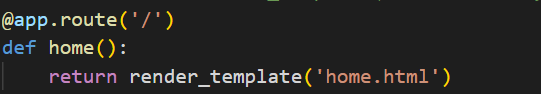 @app.route('/')
def home():
    return render_template('home.html')